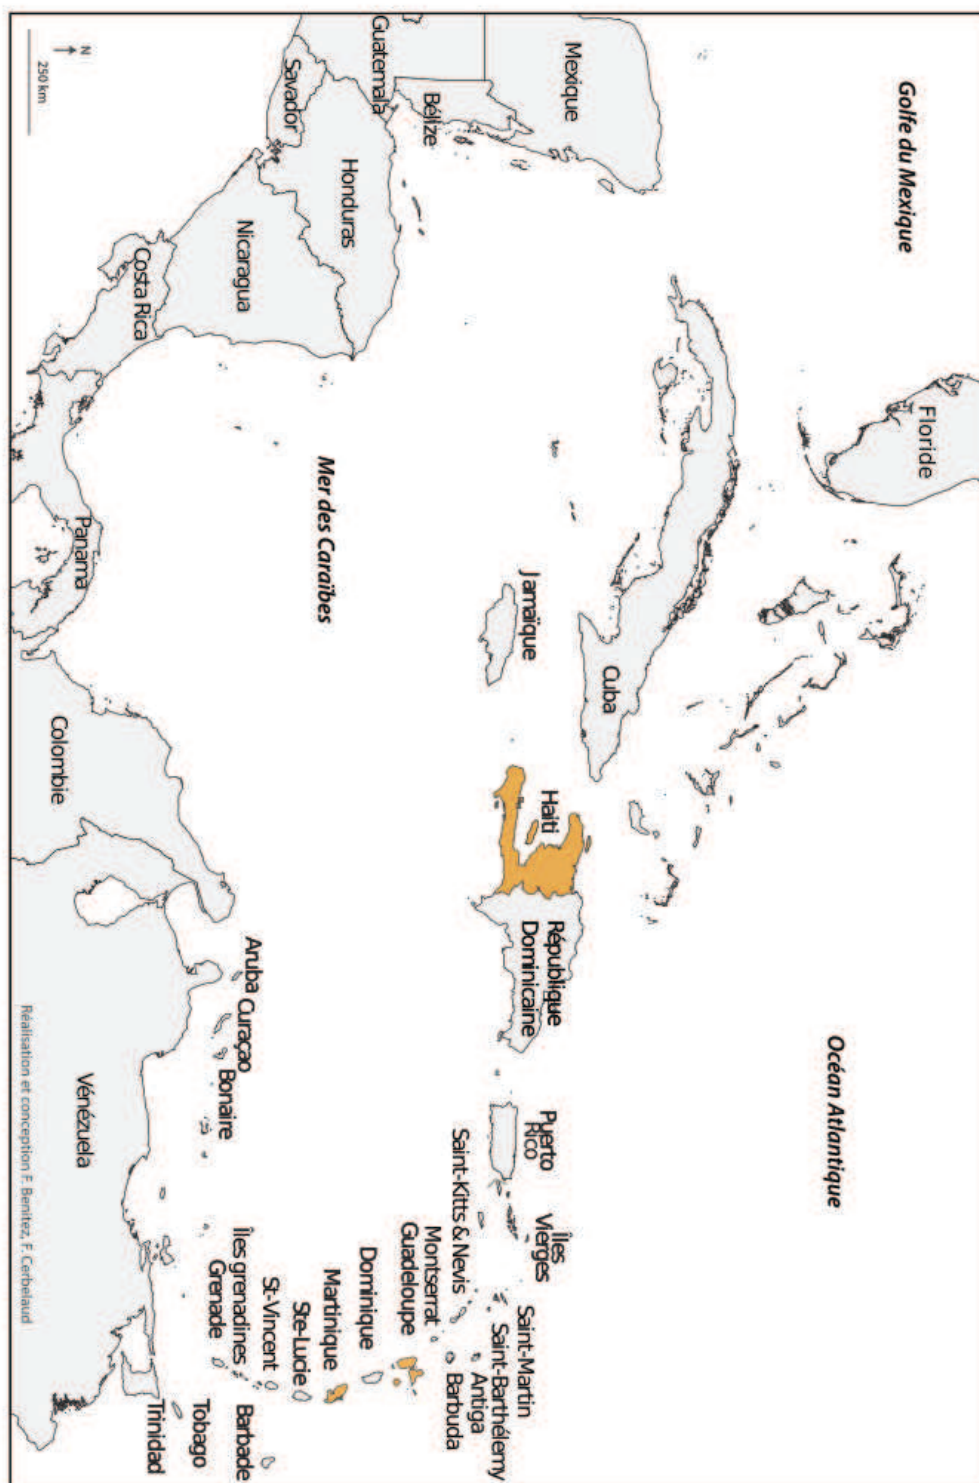 Golfe du Mexique
Floride
Océan Atlantique
Mexique
Cuba
Bélize
Guatemala
Jamaïque
Haïti
République
Dominicaine
Puerto
Rico
Îles
Vierges
Saint-Martin
Saint-Barthélemy
Antiga
Barbuda
Saint-Kitts & Nevis
Montserrat
Guadeloupe
Honduras
Savador
Mer des Caraïbes
Dominique
Martinique
Ste-Lucie
St-Vincent
Îles grenadines
Grenade
Barbade
Nicaragua
Aruba
Curaçao
Bonaire
Tobago
Trinidad
Costa Rica
Panama
Colombie
Vénézuela
N
250 km
Réalisation et conception F. Benitez, F. Cerbelaud